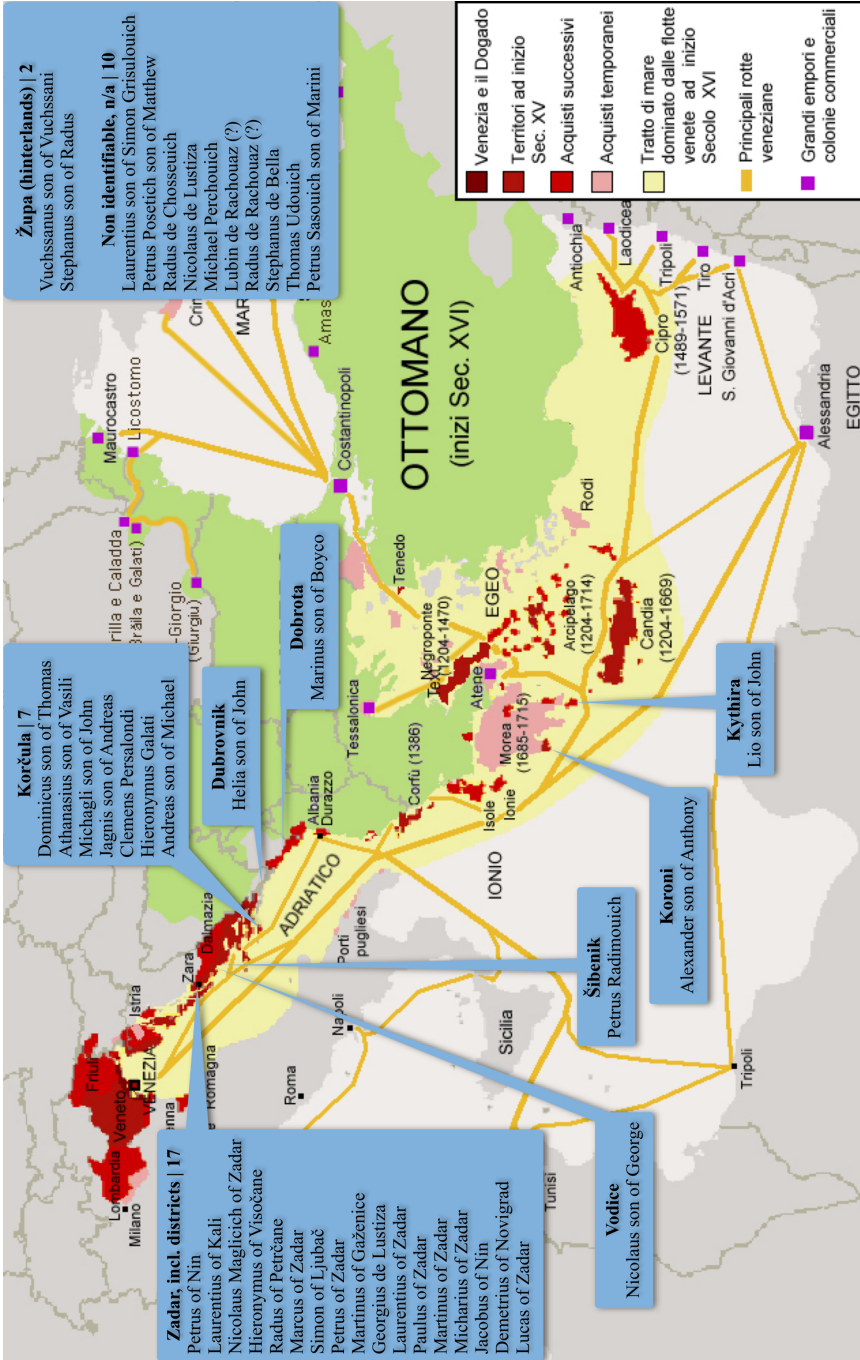 Župa (hinterlands) | 2
Vuchssanus son of Vuchssani
Stephanus son of Radus
Non identifiable, n/a | 10
Laurentius son of Simon Grisulouich
Petrus Posetich son of Matthew
Radus de Chosseuich
Nicolaus de Lustiza
Michael Perchouich
Lubin de Rachouaz (?)
Radus de Rachouaz (?)
Stephanus de Bella
Thomas Udouich
Petrus Sasouich son of Marini
Korčula | 7
Dominicus son of Thomas
Athanasius son of Vasili
Michagli son of John
Jagnis son of Andreas
Clemens Persalondi
Hieronymus Galati
Andreas son of Michael
Dubrovnik
Helia son of John
Dobrota
Marinus son of Boyco
Zadar, incl. districts | 17
Petrus of Nin
Laurentius of Kali
Nicolaus Maglicich of Zadar
Hieronymus of Visočane
Radus of Petrčane
Marcus of Zadar
Simon of Ljubač
Petrus of Zadar
Martinus of Gaženice
Georgius de Lustiza
Laurentius of Zadar
Paulus of Zadar
Martinus of Zadar
Micharius of Zadar
Jacobus of Nin
Demetrius of Novigrad
Lucas of Zadar
Vodice
Nicolaus son of George
Šibenik
Petrus Radimouich
Koroni
Alexander son of Anthony
Kythira
Lio son of John
Lombardia
Milano
Friuli
Veneto
VENEZIA
Istria
enna
Romagna
Zara
Dalmazia
ADRIATICO
Roma
Napoli
Porti
pugliesi
Albania
Durazzo
Corfù (1386)
Isole
Ionie
IONIO
Sicilia
Tunisi
Tripoli
Morea
(1685-1715)
Atene
Tessalonica
Negroponte
(1204-1470)
Text
Tenedo
EGEO
Arcipelago
(1204-1714)
Candia
(1204-1669)
Rodi
Costantinopoli
OTTOMANO
(inizi Sec. XVI)
Maurocastro
Licostomo
rilla e Caladda
Brăila e Galati)
-Giorgio
(Giurgiu)
Crin
MAR
Amas
Antiochia
Laodicea
Tripoli
Tiro
S. Giovanni d'Acri
Cipro
(1489-1571)
LEVANTE
Alessandria
EGITTO
Venezia e il Dogado
Territori ad inizio
Sec. XV
Acquisti successivi
Acquisti temporanei
Tratto di mare
dominato dalle flotte
venete ad inizio
Secolo XVI
Principali rotte
veneziane
Grandi empori e
colonie commerciali